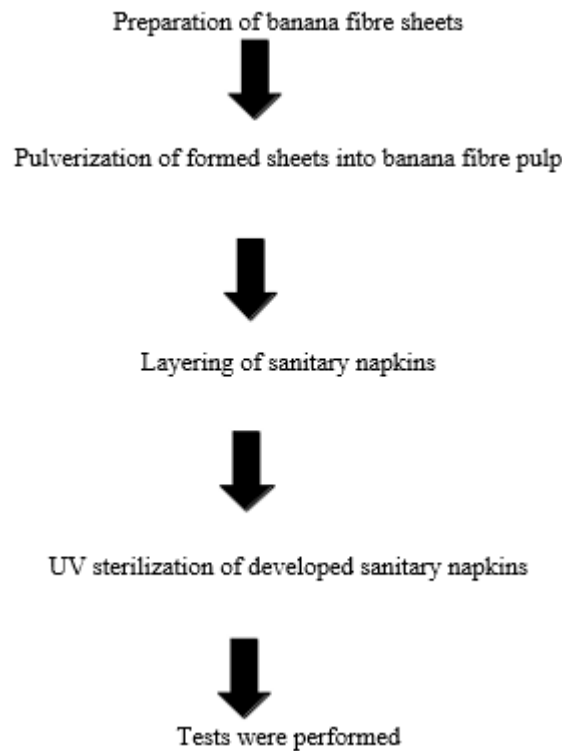 Preparation of banana fibre sheets
Pulverization of formed sheets into banana fibre pulp
Layering of sanitary napkins
UV sterilization of developed sanitary napkins
Tests were performed